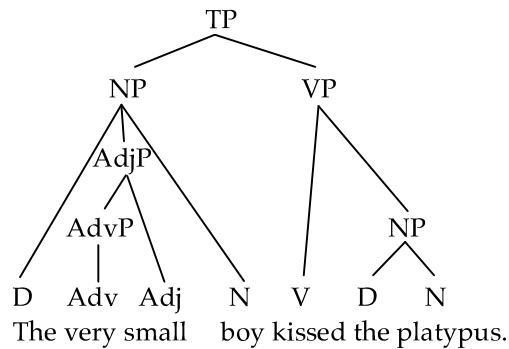 TP
NP VP
AdjP
AdvP NP
D Adv Adj N V D N
The very small boy kissed the platypus.